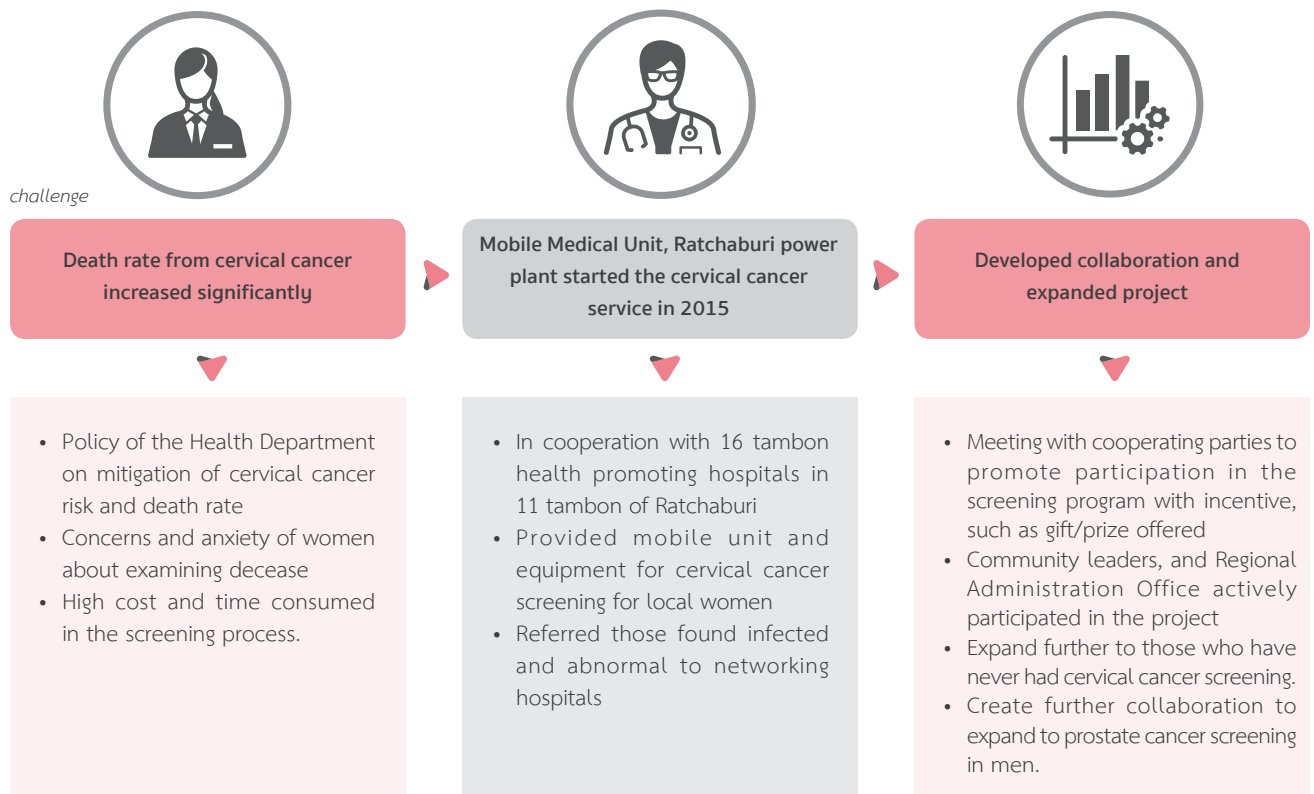 challenge
Death rate from cervical cancer
increased significantly
Mobile Medical Unit, Ratchaburi power
plant started the cervical cancer
service in 2015
Developed collaboration and
expanded project
• Policy of the Health Department
on mitigation of cervical cancer
risk and death rate
• Concerns and anxiety of women
about examining decease
• High cost and time consumed
in the screening process.
• In cooperation with 16 tambon
health promoting hospitals in
11 tambon of Ratchaburi
• Provided mobile unit and
equipment for cervical cancer
screening for local women
• Referred those found infected
and abnormal to networking
hospitals
• Meeting with cooperating parties to
promote participation in the
screening program with incentive,
such as gift/prize offered
• Community leaders, and Regional
Administration Office actively
participated in the project
• Expand further to those who have
never had cervical cancer screening.
• Create further collaboration to
expand to prostate cancer screening
in men.